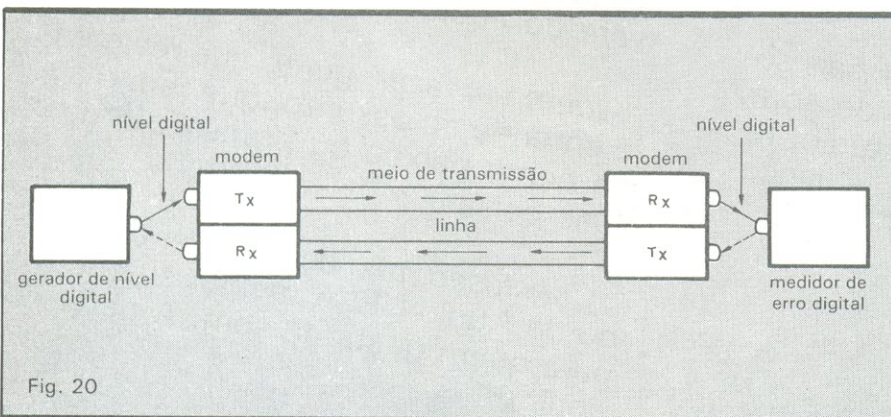 nível digital
nível digital
modem
meio de transmissão
modem
Tx
Rx
linha
Rx
Tx
gerador de nível
digital
medidor de
erro digital
Fig. 20